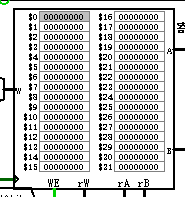 $0 00000000 $16 00000000
$1 00000000 $17 00000000
$2 00000000 $18 00000000
$3 00000000 $19 00000000
$4 00000000 $20 00000000 A
$5 00000000 $21 00000000
$6 00000000 $22 00000000
$7 00000000 $23 00000000
W $8 00000000 $24 00000000
$9 00000000 $25 00000000
$10 00000000 $26 00000000
$11 00000000 $27 00000000
$12 00000000 $28 00000000
$13 00000000 $29 00000000 B
$14 00000000 $30 00000000
$15 00000000 $31 00000000
WE rW rA rB